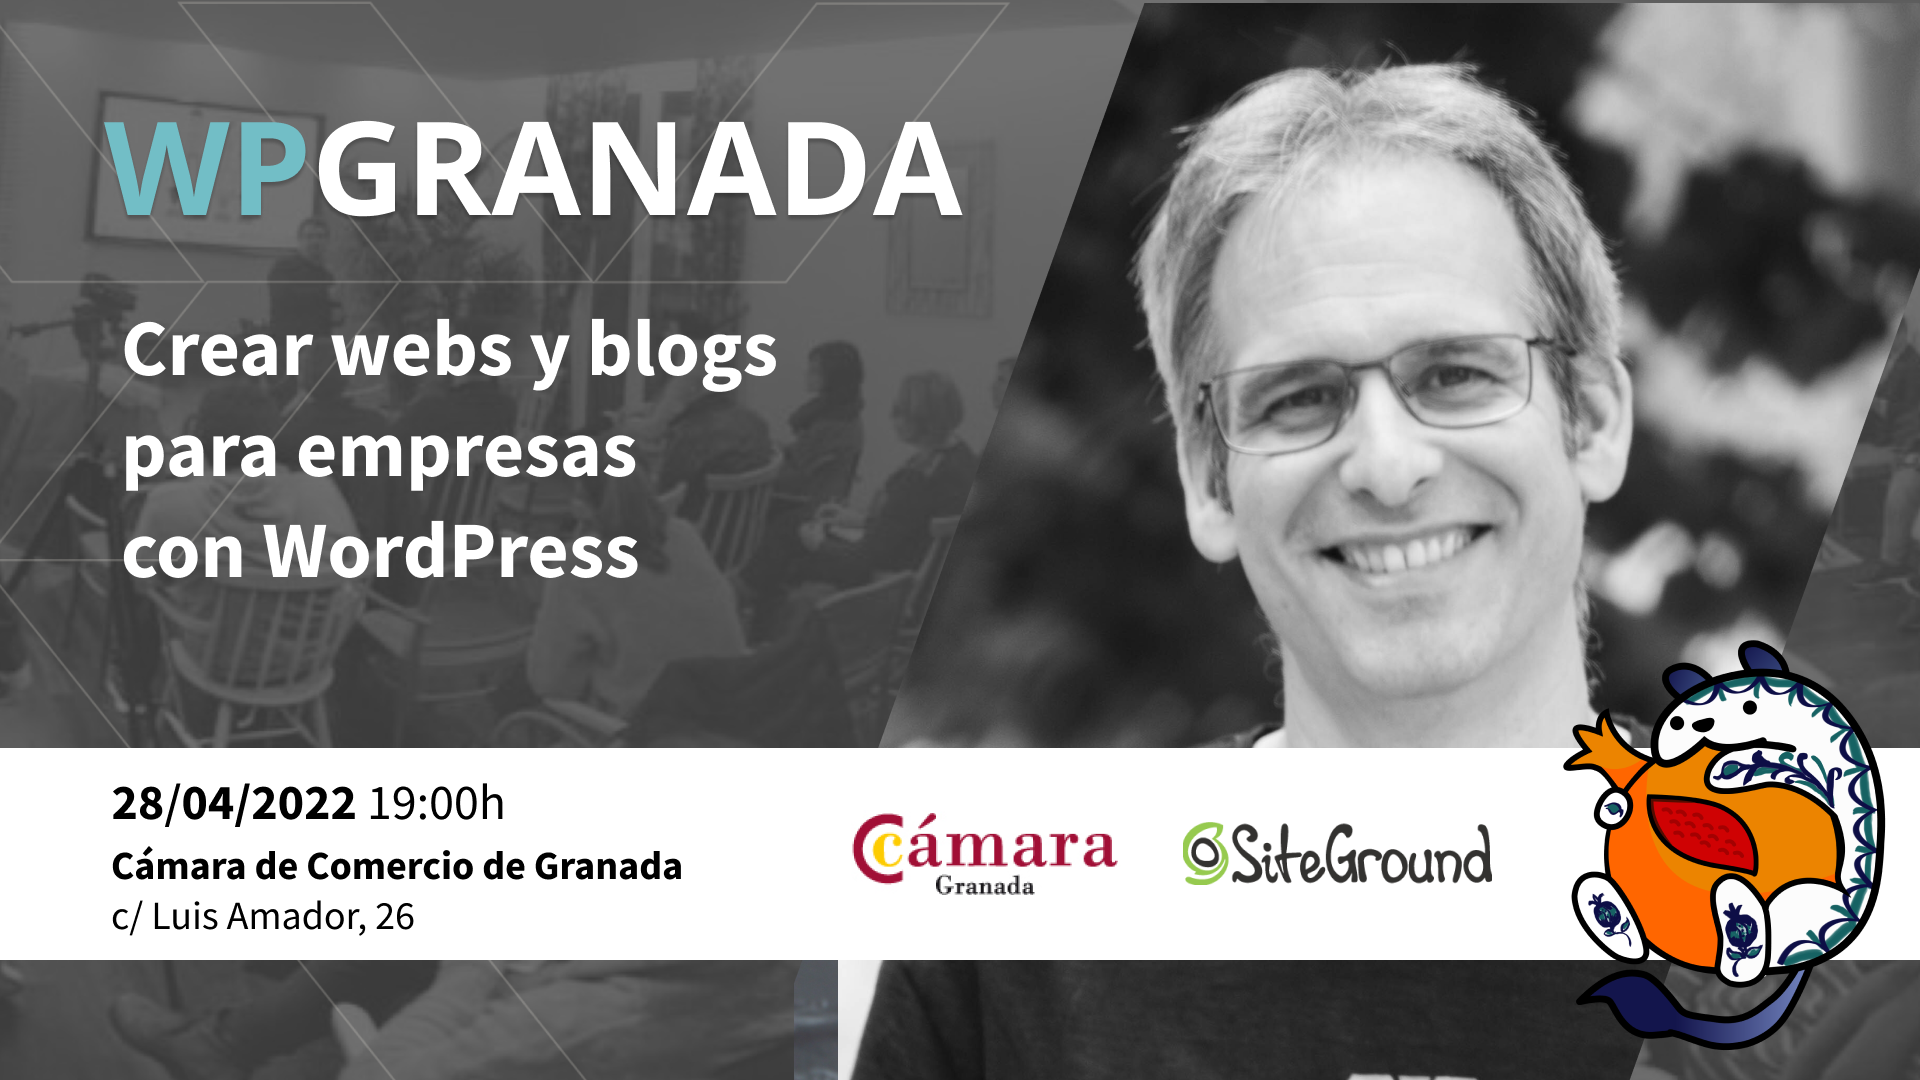 WPGRANADA
Crear webs y blogs
para empresas
con WordPress
28/04/2022 19:00h
Cámara de Comercio de Granada
c/ Luis Amador, 26
Cámara
Granada
SiteGround